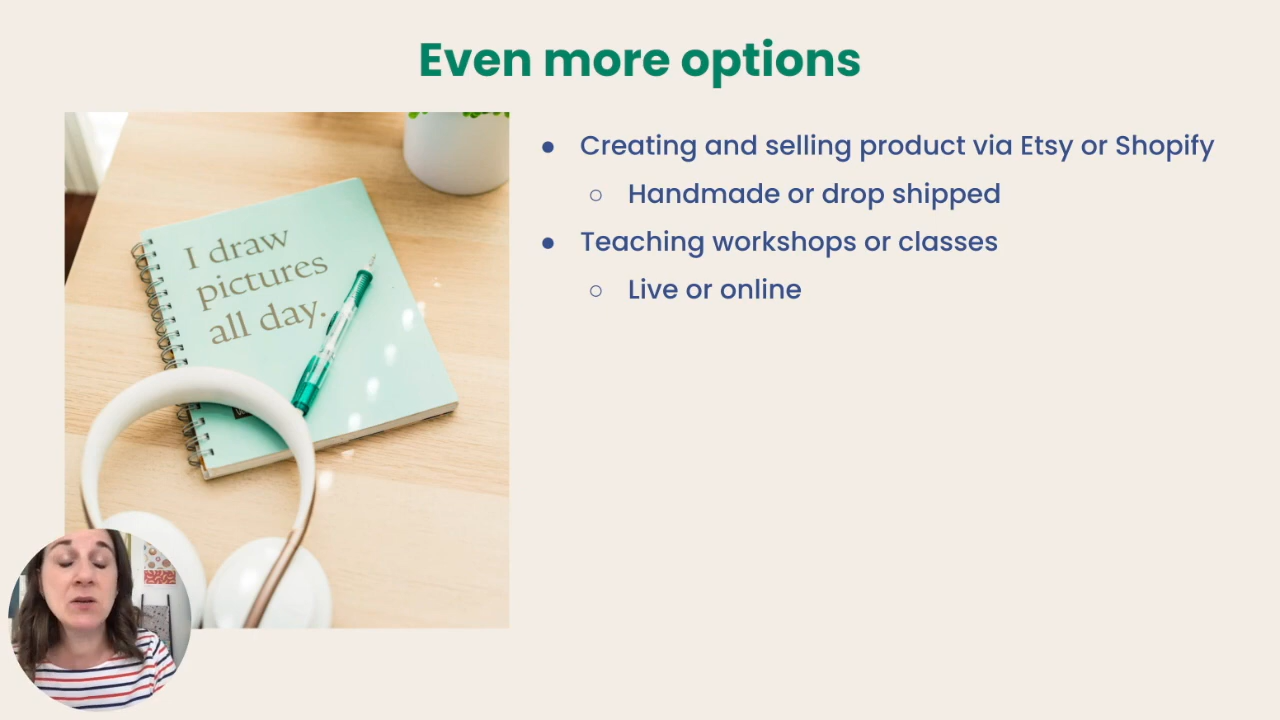 Even more options
● Creating and selling product via Etsy or Shopify
○ Handmade or drop shipped
● Teaching workshops or classes
○ Live or online
I draw
pictures
all day.